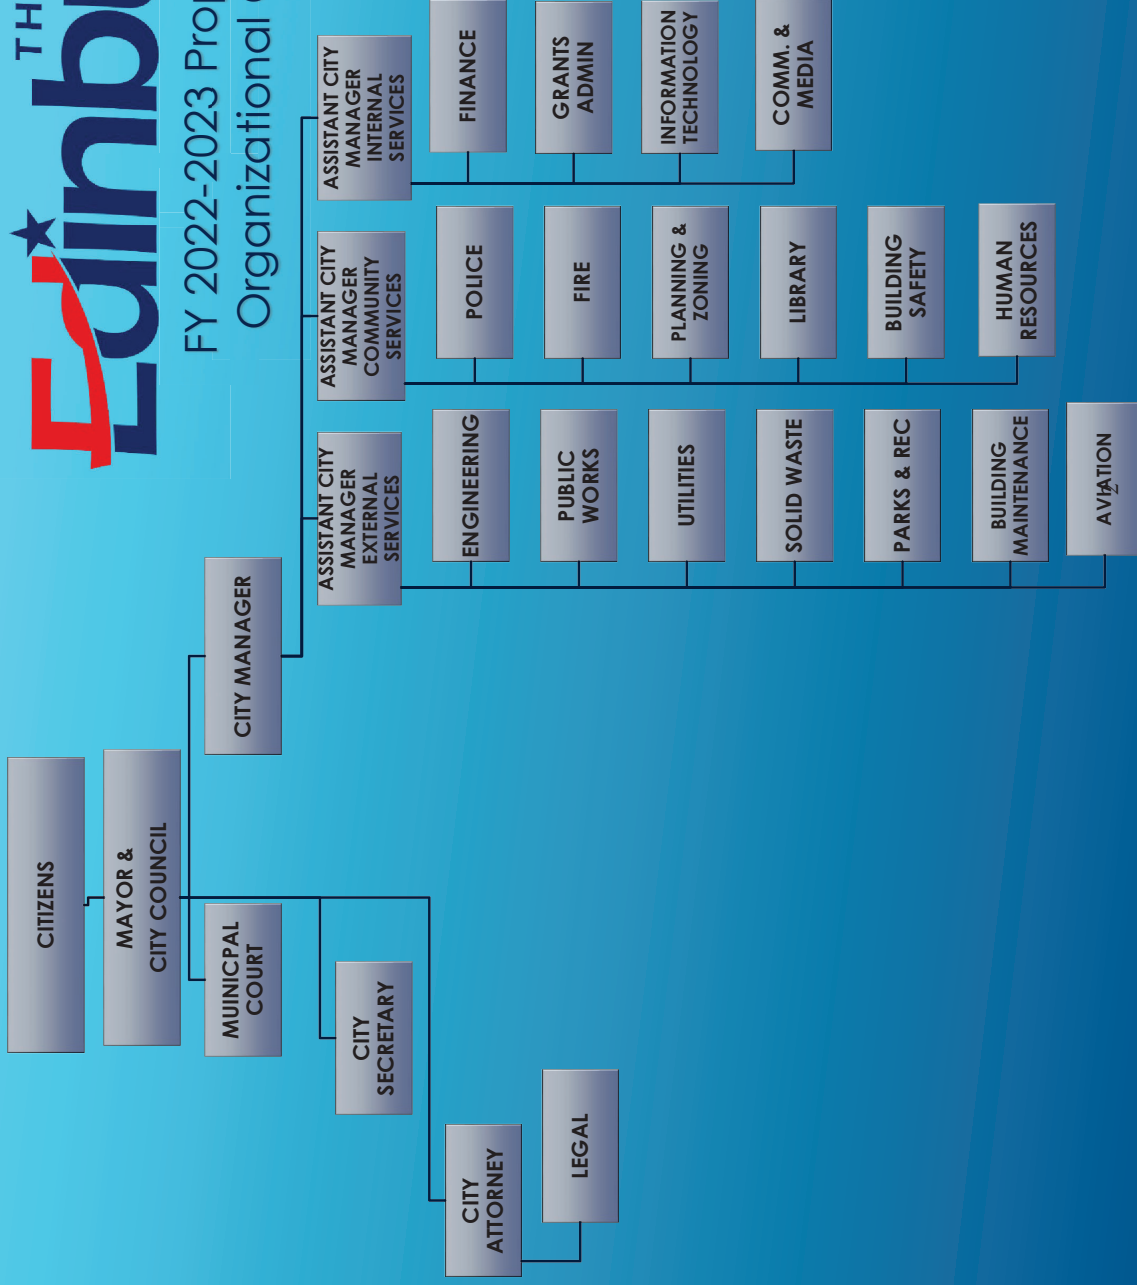 TH
Edinbu
FY 2022-2023 Prop
Organizational
CITIZENS
MAYOR &
CITY COUNCIL
MUINICPAL
COURT
CITY MANAGER
CITY
SECRETARY
CITY
ATTORNEY
LEGAL
ASSISTANT CITY
MANAGER
EXTERNAL
SERVICES
ENGINEERING
PUBLIC
WORKS
UTILITIES
SOLID WASTE
PARKS & REC
BUILDING
MAINTENANCE
AVIATION
2
ASSISTANT CITY
MANAGER
COMMUNITY
SERVICES
POLICE
FIRE
PLANNING &
ZONING
LIBRARY
BUILDING
SAFETY
HUMAN
RESOURCES
ASSISTANT CITY
MANAGER
INTERNAL
SERVICES
FINANCE
GRANTS
ADMIN
INFORMATION
TECHNOLOGY
COMM. &
MEDIA